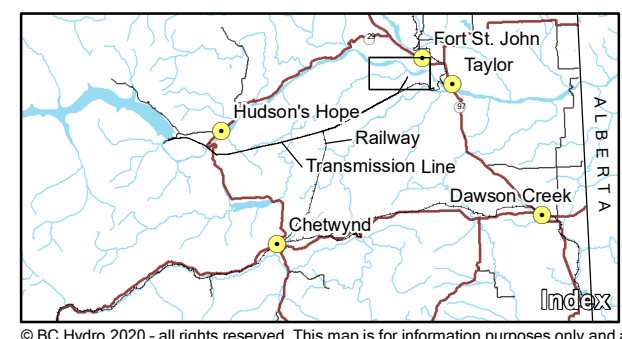 29
Fort St. John
Taylor
Hudson's Hope
97
ALBERTA
Railway
Transmission Line
Dawson Creek
Chetwynd
Index
© BC Hydro 2020 - all rights reserved. This map is for information purposes only and a